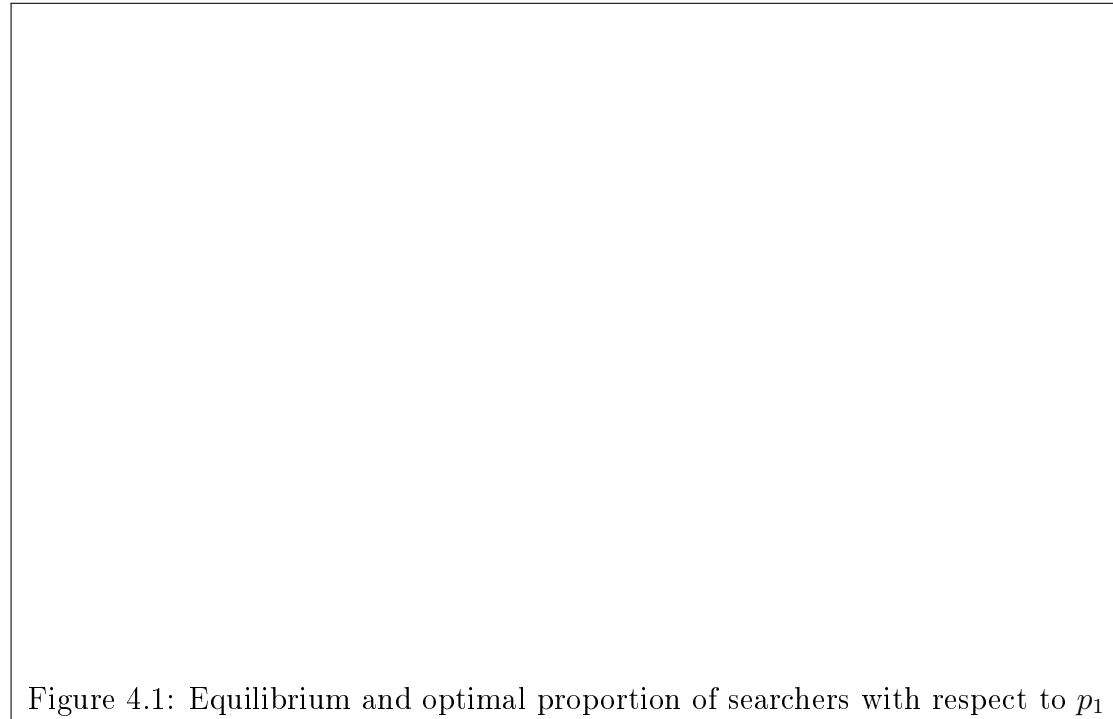 Figure 4.1: Equilibrium and optimal proportion of searchers with respect to p₁